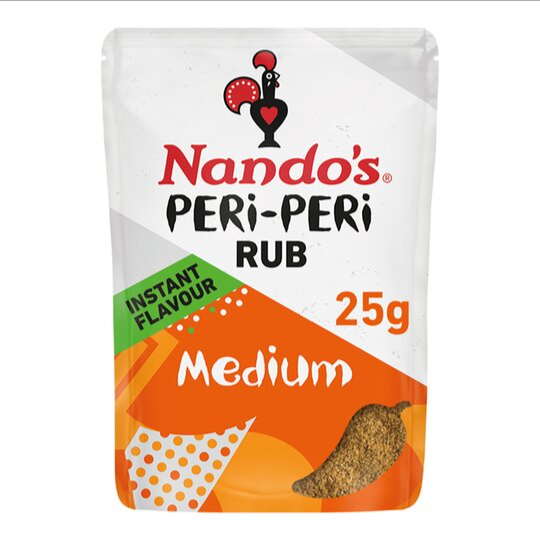 Nando's®
PERi-PERi
RUB
INSTANT
FLAVOUR
25g
Medium